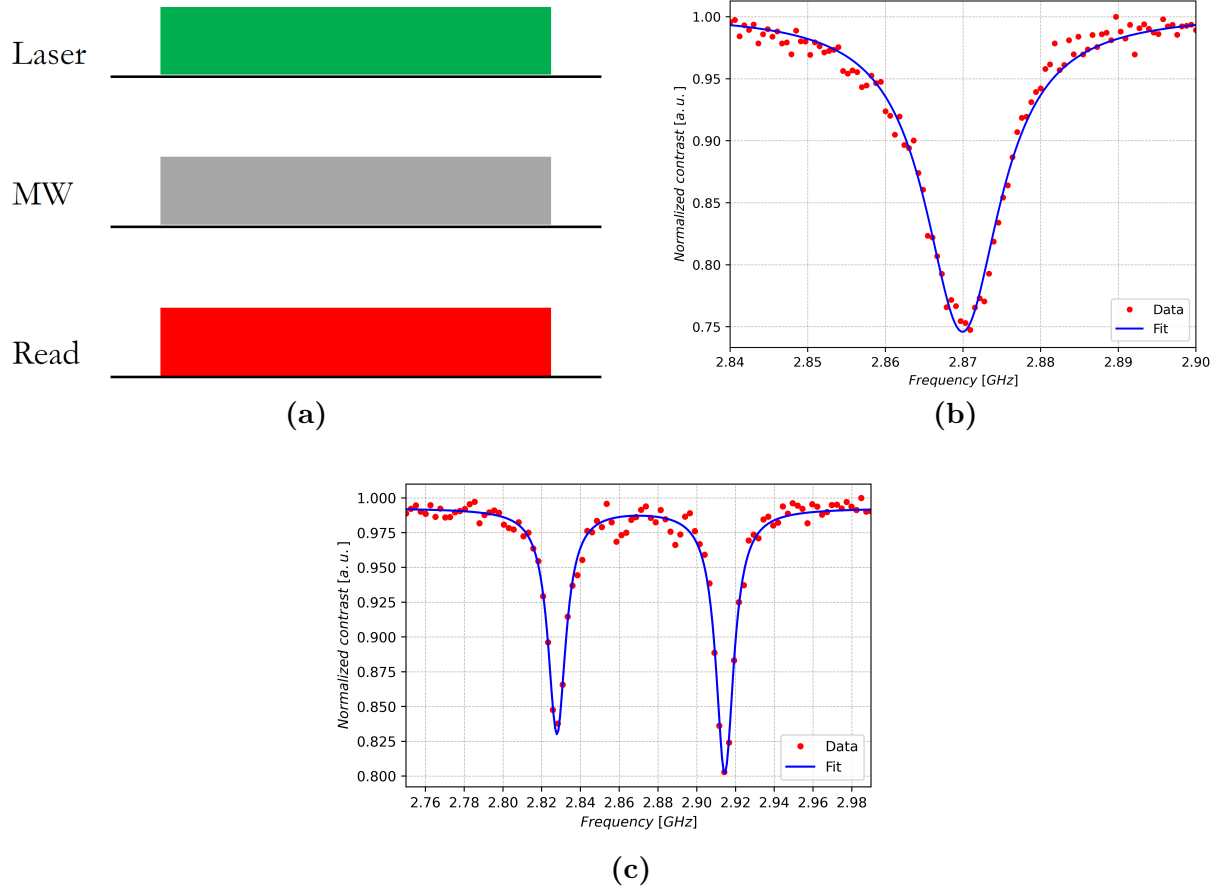 Laser
MW
Read
(a)
Normalized contrast [a.u.]
1.00
0.95
0.90
0.85
0.80
0.75
2.84 2.85 2.86 2.87 2.88 2.89 2.90
Frequency [GHz]
Data
Fit
(b)
Normalized contrast [a.u.]
1.000
0.975
0.950
0.925
0.900
0.875
0.850
0.825
0.800
2.76 2.78 2.80 2.82 2.84 2.86 2.88 2.90 2.92 2.94 2.96 2.98
Frequency [GHz]
Data
Fit
(c)